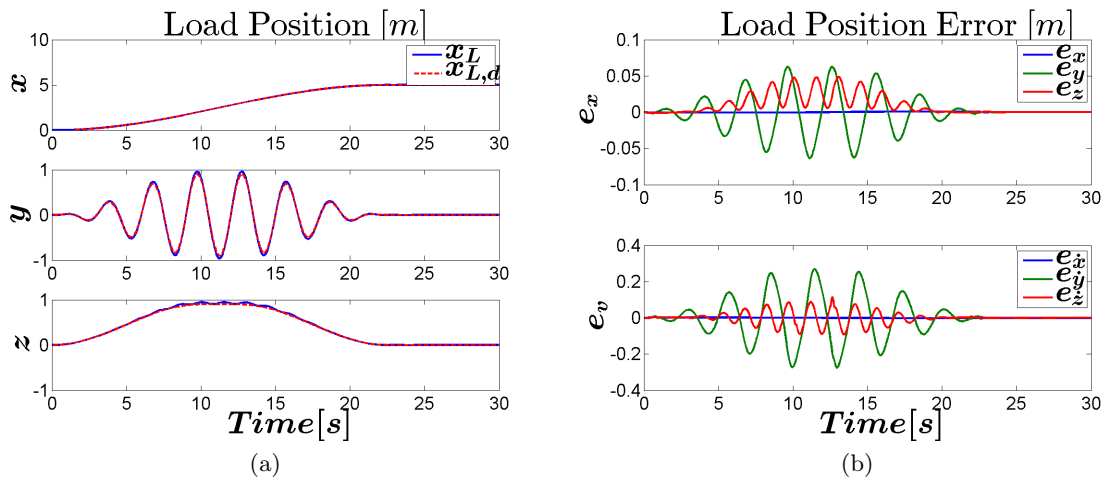 Load Position [m]
10
5
0
x
x_L
x_{L,d}
0 5 10 15 20 25 30
1
0
-1
y
0 5 10 15 20 25 30
1
0
-1
z
0 5 10 15 20 25 30
Time[s]
(a)
Load Position Error [m]
0.1
0.05
0
-0.05
-0.1
e_x
e_x
e_y
e_z
0 5 10 15 20 25 30
0.4
0.2
0
-0.2
-0.4
e_v
e_ẋ
e_ẏ
e_ż
0 5 10 15 20 25 30
Time[s]
(b)